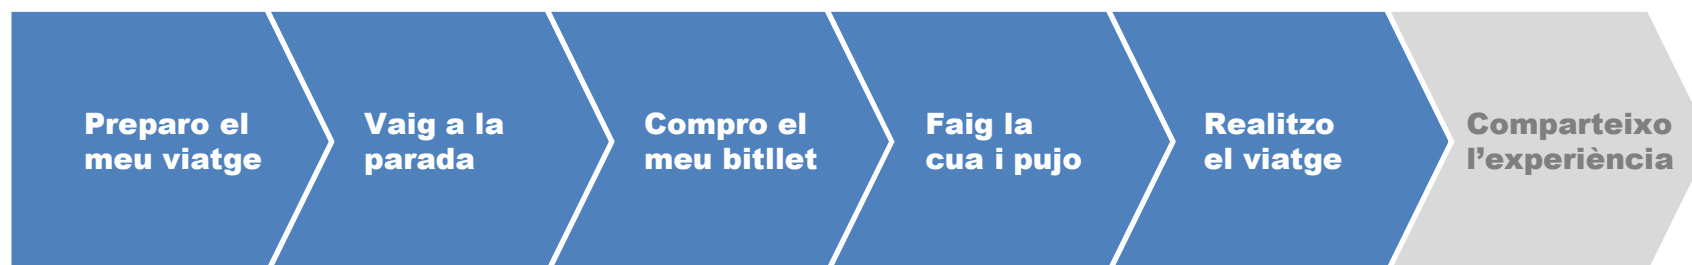 Preparo el
meu viatge
Vaig a la
parada
Compro el
meu bitllet
Faig la
cua i pujo
Realitzo
el viatge
Comparteixo
l’experiència